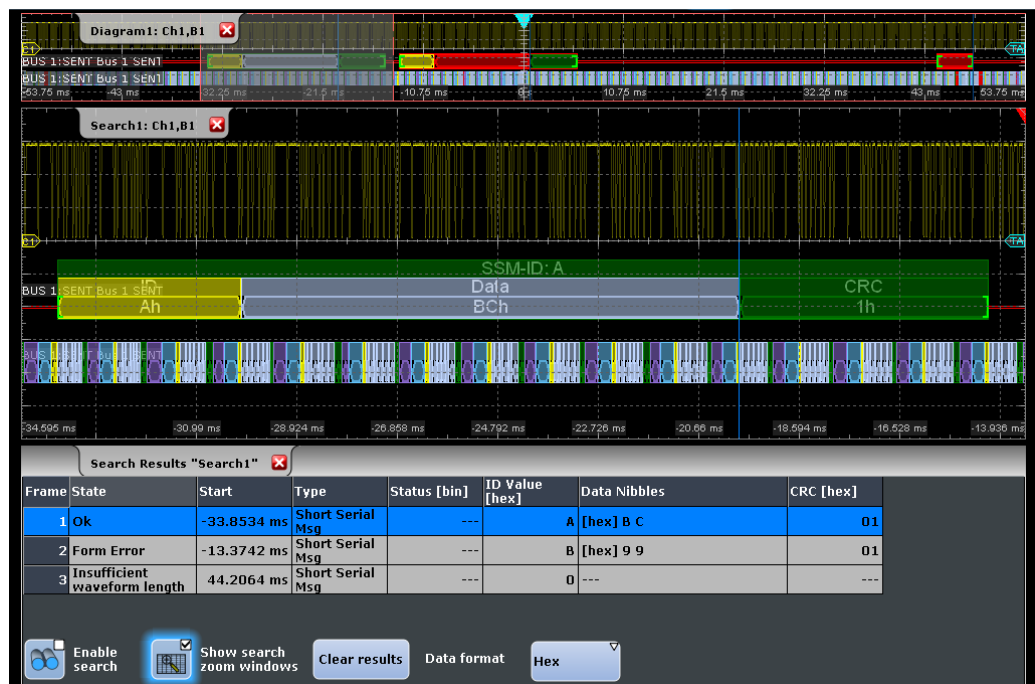 Diagram1: Ch1,B1
C1
TA
BUS 1:SENT Bus 1 SENT
BUS 1:SENT Bus 1 SENT
-53.75 ms -43 ms -32.25 ms -21.5 ms -10.75 ms 0 s 10.75 ms 21.5 ms 32.25 ms 43 ms 53.75 ms
Search1: Ch1,B1
C1
TA
SSM-ID: A
ID Data CRC
BUS 1:SENT Bus 1 SENT
Ah BCh 1h
BUS 1:SENT Bus 1 SENT
-34.595 ms -30.99 ms -28.924 ms -26.858 ms -24.792 ms -22.726 ms -20.66 ms -18.594 ms -16.528 ms -13.936 ms
Search Results "Search1"
Frame State Start Type Status [bin] ID Value [hex] Data Nibbles CRC [hex]
1 Ok -33.8534 ms Short Serial Msg --- A [hex] B C 01
2 Form Error -13.3742 ms Short Serial Msg --- B [hex] 9 9 01
3 Insufficient waveform length 44.2064 ms Short Serial Msg --- 0 --- ---
Enable search Show search zoom windows Clear results Data format Hex